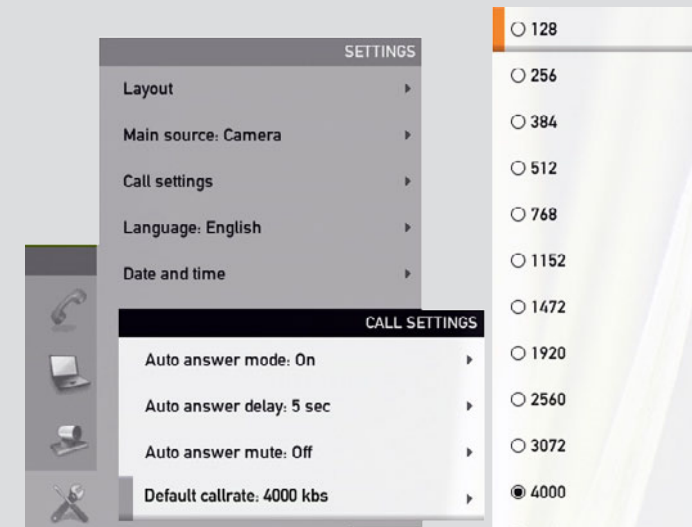 SETTINGS
Layout
Main source: Camera
Call settings
Language: English
Date and time
CALL SETTINGS
Auto answer mode: On
Auto answer delay: 5 sec
Auto answer mute: Off
Default callrate: 4000 kbs
128
256
384
512
768
1152
1472
1920
2560
3072
4000